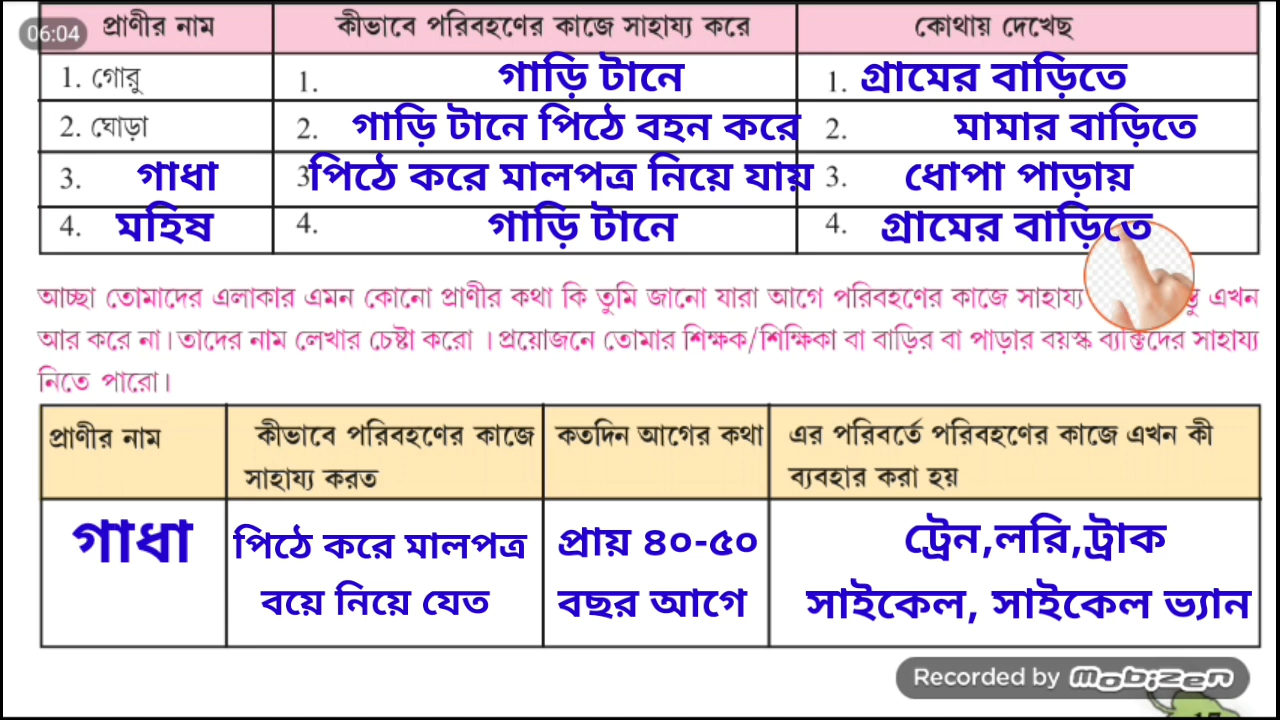 06:04
প্রাণীর নাম কীভাবে পরিবহণের কাজে সাহায্য করে কোথায় দেখেছ
1. গোরু 1. গাড়ি টানে 1. গ্রামের বাড়িতে
2. ঘোড়া 2. গাড়ি টানে পিঠে বহন করে 2. মামার বাড়িতে
3. গাধা 3 পিঠে করে মালপত্র নিয়ে যায় 3. ধোপা পাড়ায়
4. মহিষ 4. গাড়ি টানে 4. গ্রামের বাড়িতে
আচ্ছা তোমাদের এলাকার এমন কোনো প্রাণীর কথা কি তুমি জানো যারা আগে পরিবহণের কাজে সাহায্য এখন
আর করে না। তাদের নাম লেখার চেষ্টা করো । প্রয়োজনে তোমার শিক্ষক/শিক্ষিকা বা বাড়ির বা পাড়ার বয়স্ক ব্যক্তিদের সাহায্য
নিতে পারো।
প্রাণীর নাম কীভাবে পরিবহণের কাজে কতদিন আগের কথা এর পরিবর্তে পরিবহণের কাজে এখন কী
সাহায্য করত ব্যবহার করা হয়
গাধা পিঠে করে মালপত্র প্রায় ৪০-৫০ ট্রেন,লরি,ট্রাক
বয়ে নিয়ে যেত বছর আগে সাইকেল, সাইকেল ভ্যান
Recorded by mobizen